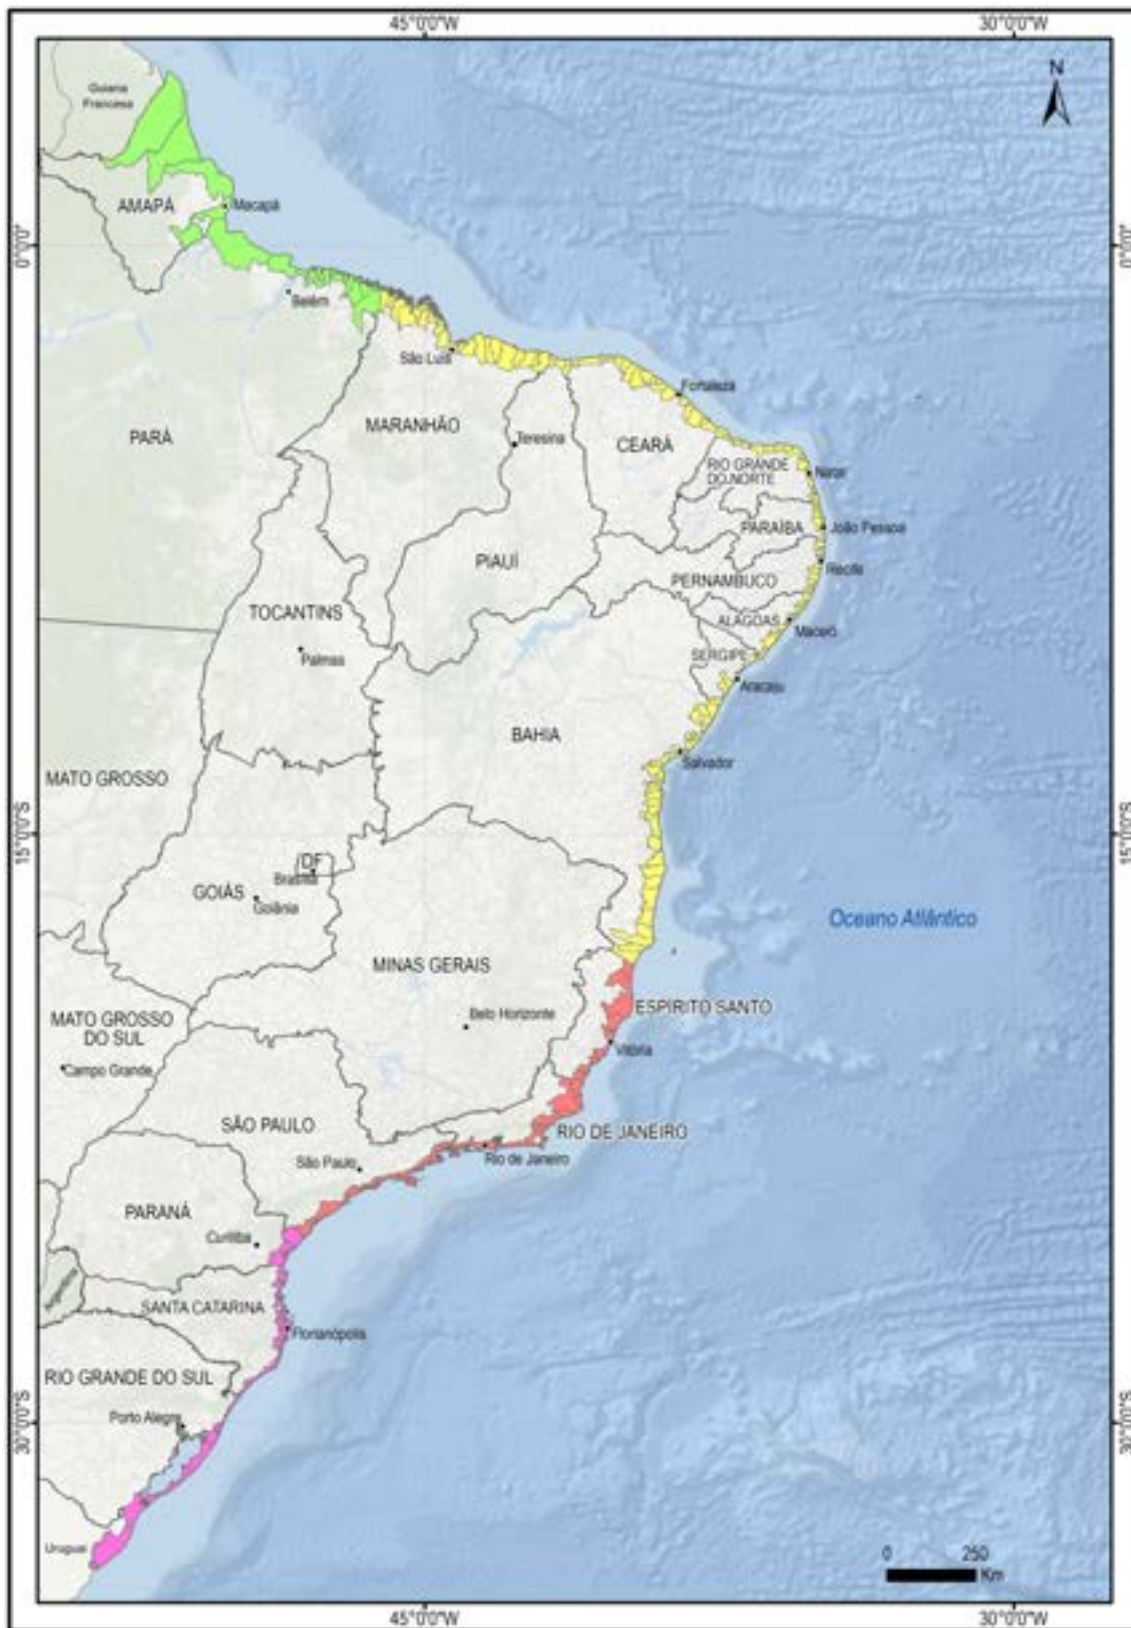 45°0'0"W
30°0'0"W
Guiana
Francesa
N
AMAPÁ
Macapá
0°0'0"
0°0'0"
Belém
São Luís
Fortaleza
MARANHÃO
Teresina
CEARÁ
PARÁ
RIO GRANDE
DO NORTE
Natal
PARAÍBA
João Pessoa
PIAUÍ
Recife
PERNAMBUCO
TOCANTINS
ALAGOAS
Maceió
Palmas
SERGIPE
Aracaju
BAHIA
Salvador
MATO GROSSO
15°0'0"S
15°0'0"S
DF
Brasília
GOIÁS
Goiânia
Oceano Atlântico
MINAS GERAIS
ESPÍRITO SANTO
Belo Horizonte
MATO GROSSO
DO SUL
Vitória
Campo Grande
SÃO PAULO
RIO DE JANEIRO
São Paulo
Rio de Janeiro
PARANÁ
Curitiba
Argentina
SANTA CATARINA
Florianópolis
RIO GRANDE DO SUL
Porto Alegre
30°0'0"S
30°0'0"S
Uruguai
0 250
Km
45°0'0"W
30°0'0"W